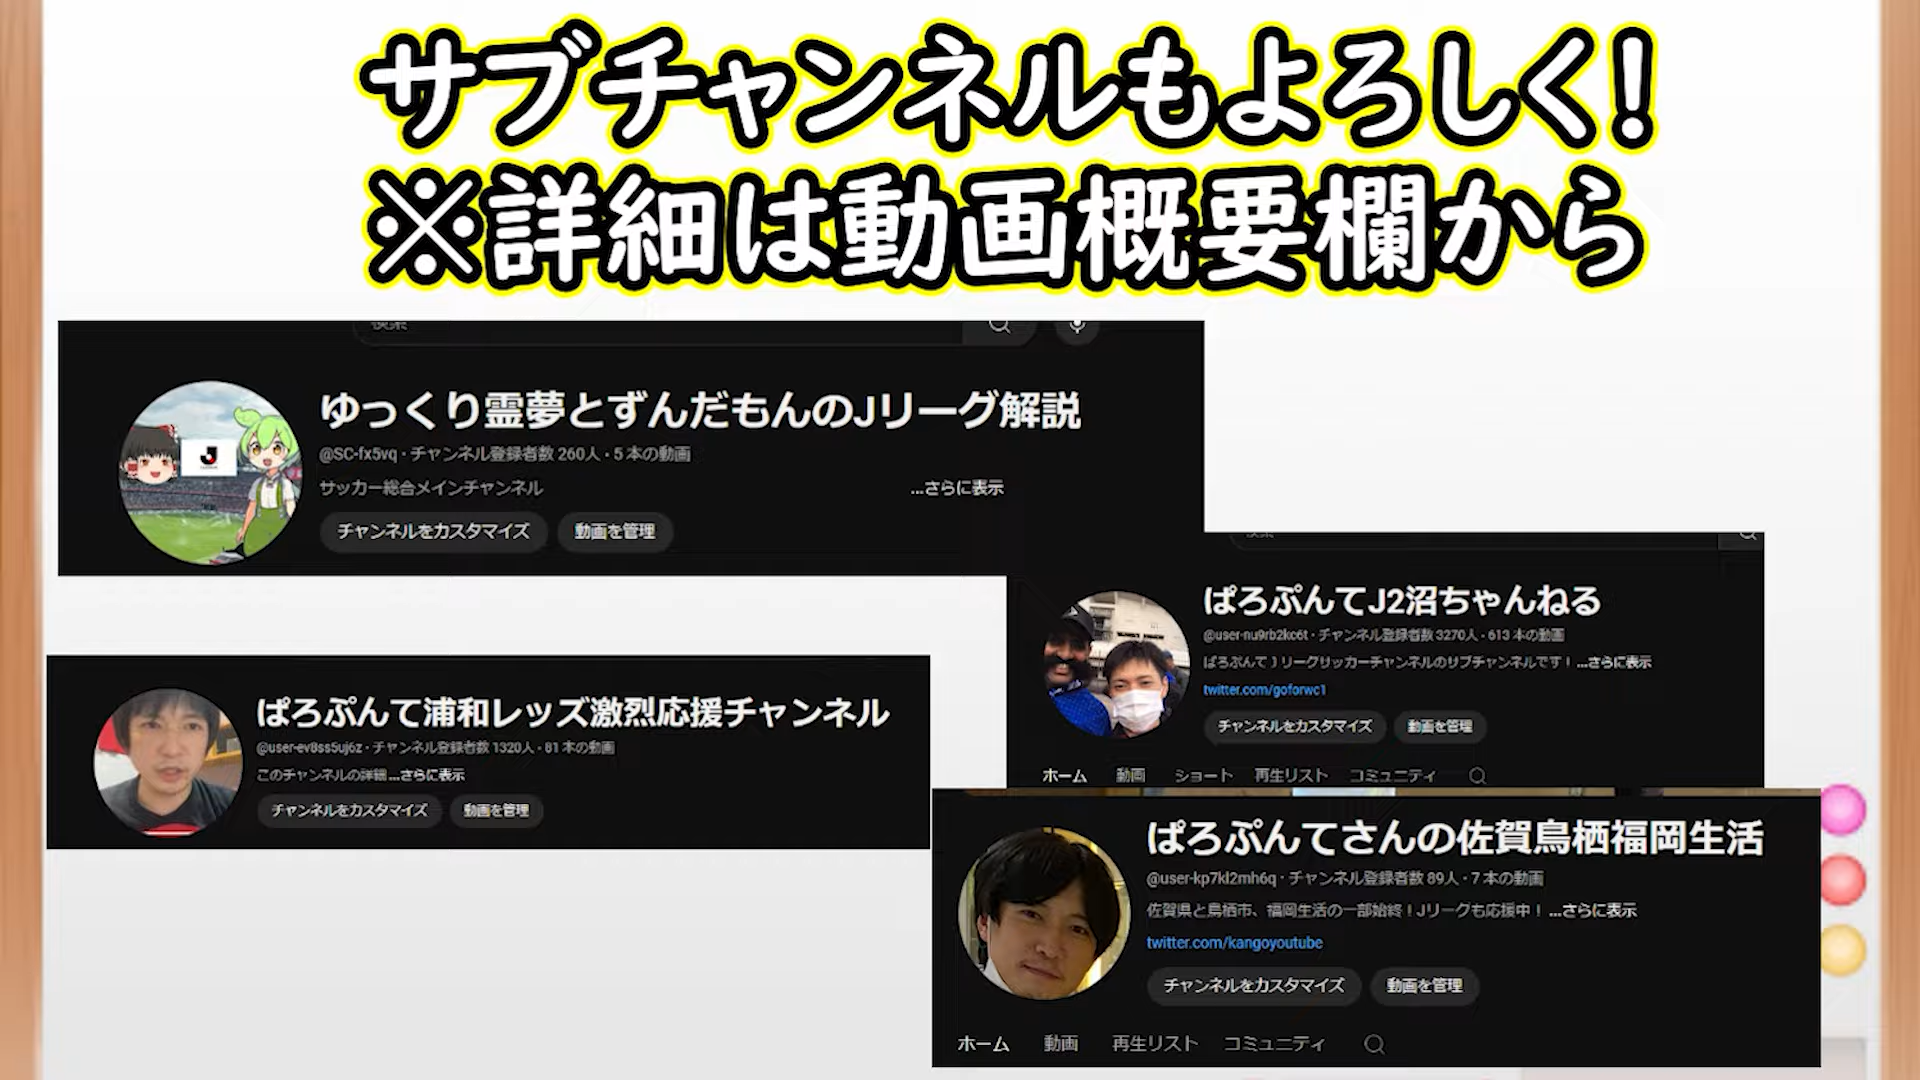 サブチャンネルもよろしく!
※詳細は動画概要欄から
検索
ゆっくり霊夢とずんだもんのJリーグ解説
@SC-fx5vq・チャンネル登録者数 260人・5 本の動画
サッカー総合メインチャンネル ...さらに表示
チャンネルをカスタマイズ 動画を管理
検索
ぱろぷんてJ2沼ちゃんねる
@user-nu9rb2kc6t・チャンネル登録者数 3270人・613 本の動画
ぱろぷんてJリーグサッカーチャンネルのサブチャンネルです! ...さらに表示
twitter.com/goforwc1
チャンネルをカスタマイズ 動画を管理
ホーム 動画 ショート 再生リスト コミュニティ
ぱろぷんて浦和レッズ激烈応援チャンネル
@user-ev8ss5uj6z・チャンネル登録者数 1320人・81 本の動画
このチャンネルの詳細 ...さらに表示
チャンネルをカスタマイズ 動画を管理
ぱろぷんてさんの佐賀鳥栖福岡生活
@user-kp7kl2mh6q・チャンネル登録者数 89人・7 本の動画
佐賀県と鳥栖市、福岡生活の一部始終!Jリーグも応援中! ...さらに表示
twitter.com/kangoyoutube
チャンネルをカスタマイズ 動画を管理
ホーム 動画 再生リスト コミュニティ